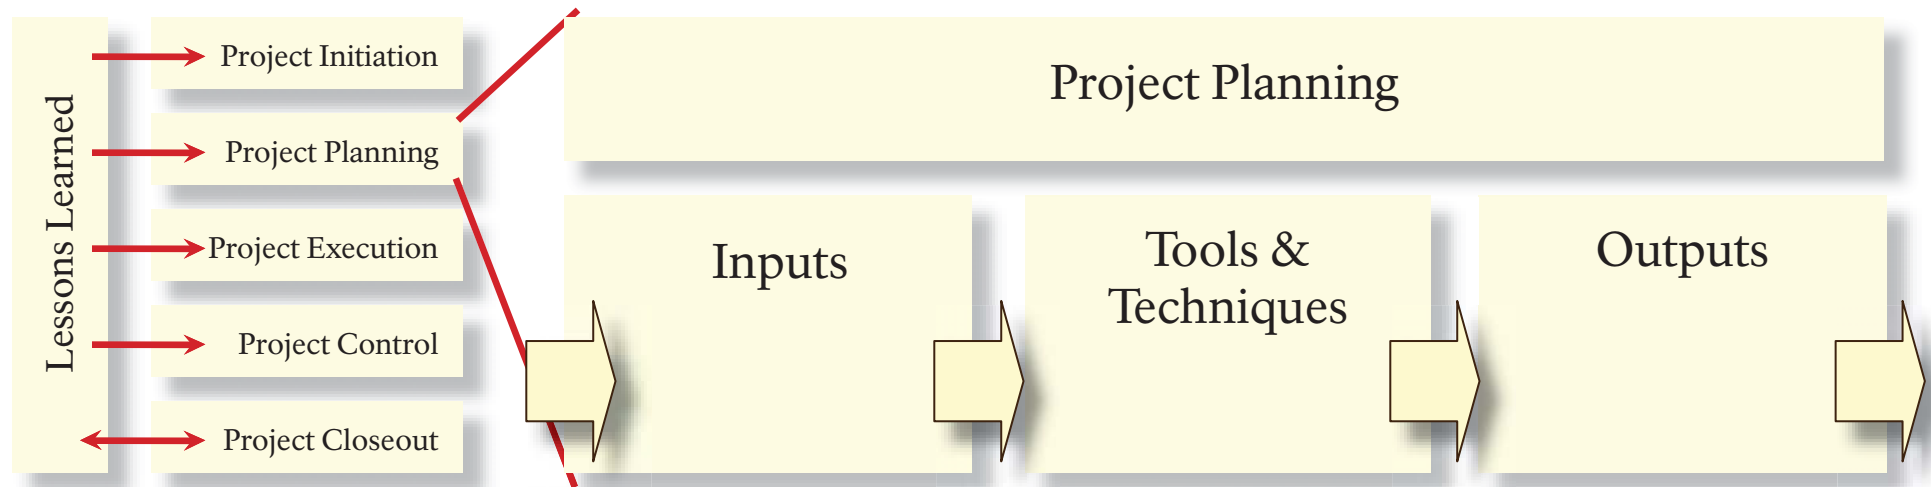 Lessons Learned
Project Initiation
Project Planning
Project Execution
Project Control
Project Closeout
Project Planning
Inputs
Tools &
Techniques
Outputs